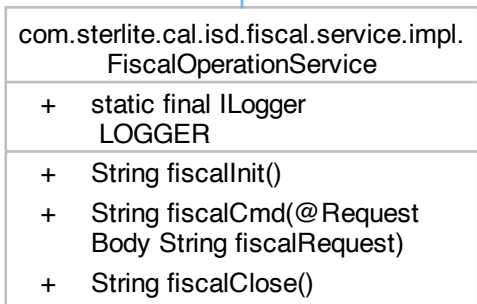 com.sterlite.cal.isd.fiscal.service.impl.
FiscalOperationService
+ static final ILogger
LOGGER
+ String fiscalInit()
+ String fiscalCmd(@Request
Body String fiscalRequest)
+ String fiscalClose()